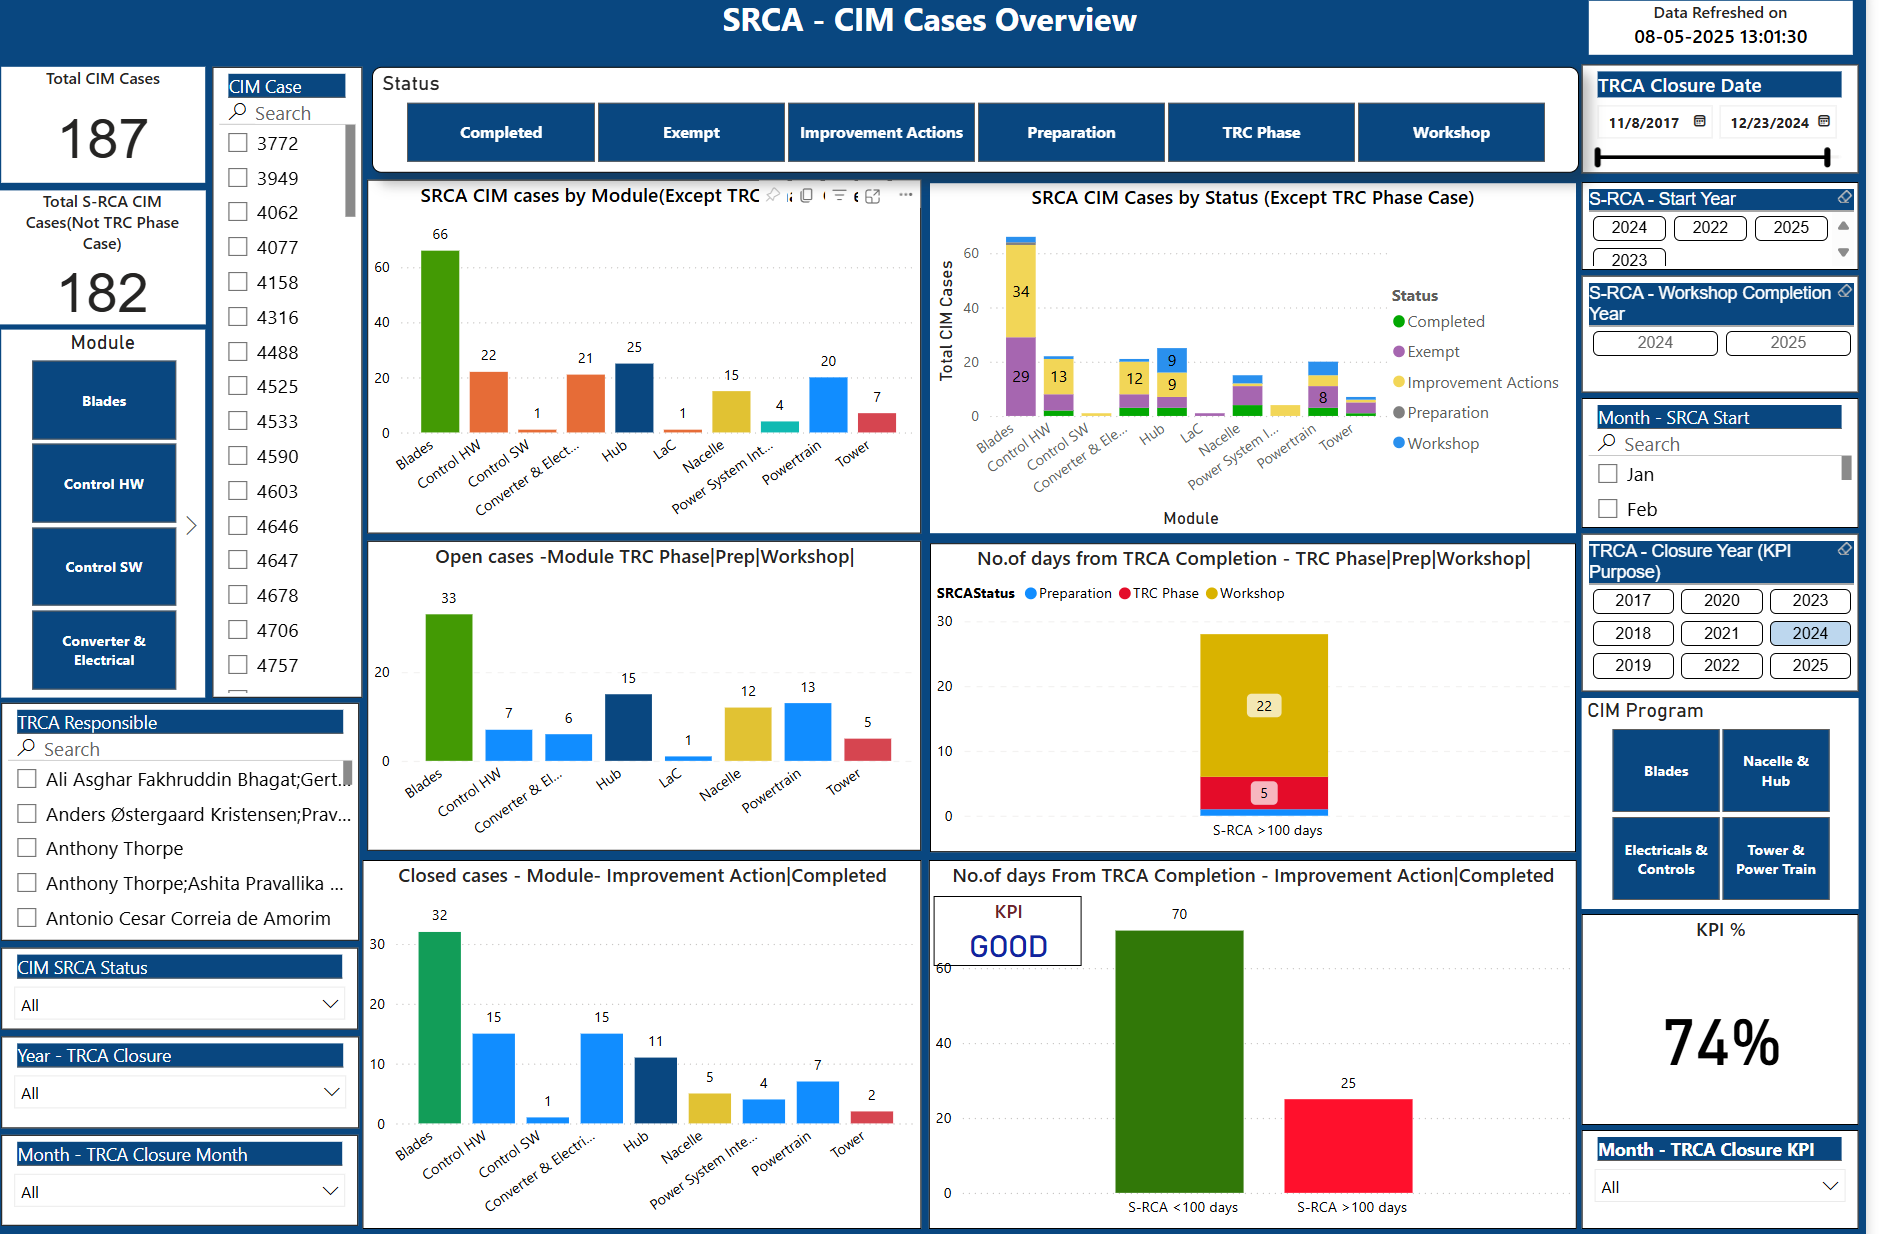 SRCA - CIM Cases Overview
Data Refreshed on
08-05-2025 13:01:30
Total CIM Cases
187
Total S-RCA CIM
Cases(Not TRC Phase
Case)
182
Module
Blades
Control HW
Control SW
Converter &
Electrical
CIM Case
Search
3772
3949
4062
4077
4158
4316
4488
4525
4533
4590
4603
4646
4647
4678
4706
4757
Status
Completed
Exempt
Improvement Actions
Preparation
TRC Phase
Workshop
SRCA CIM cases by Module(Except TRC
66
22
1
21
25
1
15
4
20
7
60
40
20
0
Blades
Control HW
Control SW
Converter & Elect...
Hub
LaC
Nacelle
Power System Int...
Powertrain
Tower
SRCA CIM Cases by Status (Except TRC Phase Case)
Total CIM Cases
60
40
20
0
34
29
13
12
9
9
8
Blades
Control HW
Control SW
Converter & Ele...
Hub
LaC
Nacelle
Power System I...
Powertrain
Tower
Module
Status
Completed
Exempt
Improvement Actions
Preparation
Workshop
Open cases -Module TRC Phase|Prep|Workshop|
33
7
6
15
1
12
13
5
20
0
Blades
Control HW
Converter & El...
Hub
LaC
Nacelle
Powertrain
Tower
No.of days from TRCA Completion - TRC Phase|Prep|Workshop|
SRCAStatus Preparation TRC Phase Workshop
30
20
10
0
22
5
S-RCA >100 days
Closed cases - Module- Improvement Action|Completed
32
15
1
15
11
5
4
7
2
30
20
10
0
Blades
Control HW
Control SW
Converter & Electri...
Hub
Nacelle
Power System Inte...
Powertrain
Tower
No.of days From TRCA Completion - Improvement Action|Completed
KPI
GOOD
70
25
60
40
20
0
S-RCA <100 days
S-RCA >100 days
TRCA Responsible
Search
Ali Asghar Fakhruddin Bhagat;Gert...
Anders Østergaard Kristensen;Prav...
Anthony Thorpe
Anthony Thorpe;Ashita Pravallika ...
Antonio Cesar Correia de Amorim
CIM SRCA Status
All
Year - TRCA Closure
All
Month - TRCA Closure Month
All
TRCA Closure Date
11/8/2017
12/23/2024
S-RCA - Start Year
2024
2022
2025
2023
S-RCA - Workshop Completion
Year
2024
2025
Month - SRCA Start
Search
Jan
Feb
TRCA - Closure Year (KPI
Purpose)
2017
2020
2023
2018
2021
2024
2019
2022
2025
CIM Program
Blades
Nacelle &
Hub
Electricals &
Controls
Tower &
Power Train
KPI %
74%
Month - TRCA Closure KPI
All